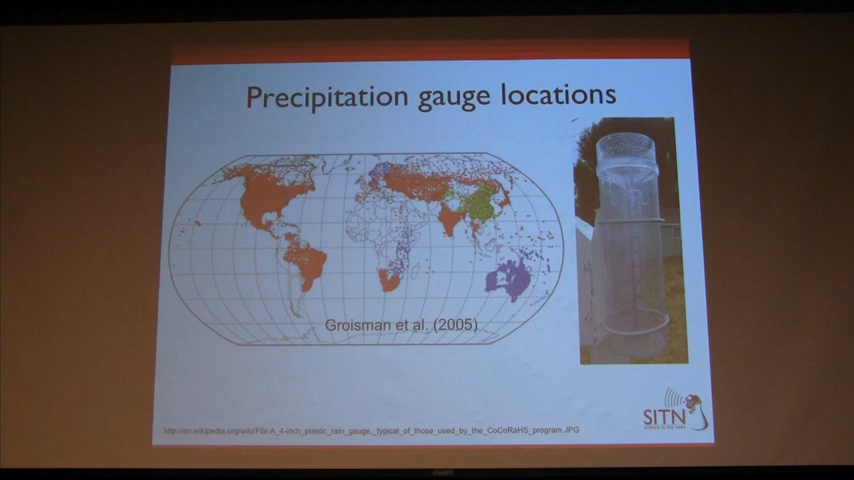 Precipitation gauge locations
Groisman et al. (2005)
SITN
http://en.wikipedia.org/wiki/File:A_4-inch_plastic_rain_gauge,_typical_of_those_used_by_the_CoCoRaHS_program.JPG